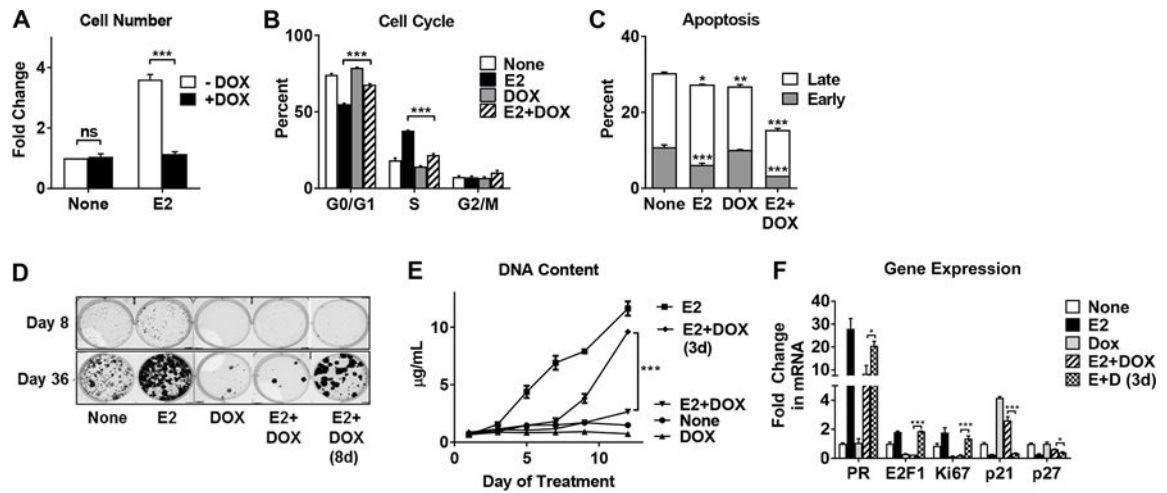 A
Cell Number
Fold Change
6
4
2
0
ns
***
- DOX
+DOX
None
E2
B
Cell Cycle
Percent
100
50
0
***
***
None
E2
DOX
E2+DOX
G0/G1
S
G2/M
C
Apoptosis
Percent
40
20
0
*
**
***
***
***
Late
Early
None
E2
DOX
E2+
DOX
D
Day 8
Day 36
None
E2
DOX
E2+
DOX
E2+
DOX
(8d)
E
DNA Content
µg/mL
15
10
5
0
0
5
10
Day of Treatment
E2
E2+DOX
(3d)
***
E2+DOX
None
DOX
F
Gene Expression
Fold Change
in mRNA
40
30
20
10
4
2
0
*
***
***
***
*
None
E2
Dox
E2+DOX
E+D (3d)
PR
E2F1
Ki67
p21
p27